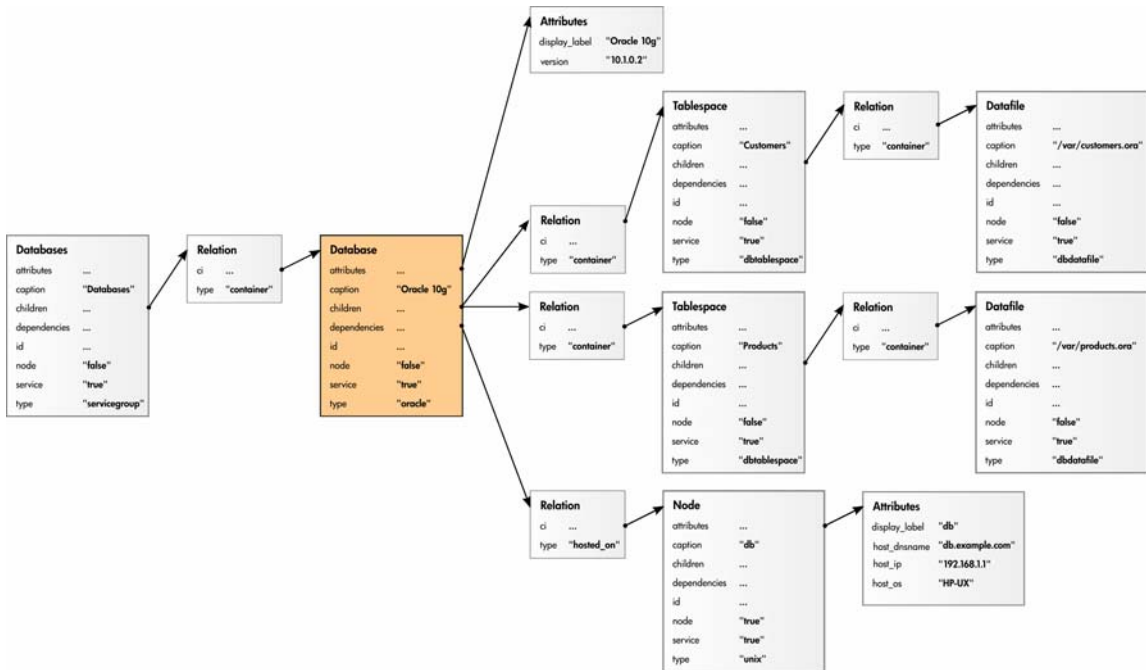 Attributes
display_label "Oracle 10g"
version "10.1.0.2"
Tablespace
attributes ...
caption "Customers"
children ...
dependencies ...
id ...
node "false"
service "true"
type "dbtablespace"
Relation
ci ...
type "container"
Datafile
attributes ...
caption "/var/customers.ora"
children ...
dependencies ...
id ...
node "false"
service "true"
type "dbdatafile"
Relation
ci ...
type "container"
Databases
attributes ...
caption "Databases"
children ...
dependencies ...
id ...
node "false"
service "true"
type "servicegroup"
Relation
ci ...
type "container"
Database
attributes ...
caption "Oracle 10g"
children ...
dependencies ...
id ...
node "false"
service "true"
type "oracle"
Relation
ci ...
type "container"
Tablespace
attributes ...
caption "Products"
children ...
dependencies ...
id ...
node "false"
service "true"
type "dbtablespace"
Relation
ci ...
type "container"
Datafile
attributes ...
caption "/var/products.ora"
children ...
dependencies ...
id ...
node "false"
service "true"
type "dbdatafile"
Relation
ci ...
type "hosted_on"
Node
attributes ...
caption "db"
children ...
dependencies ...
id ...
node "true"
service "true"
type "unix"
Attributes
display_label "db"
host_dnsname "db.example.com"
host_ip "192.168.1.1"
host_os "HP-UX"